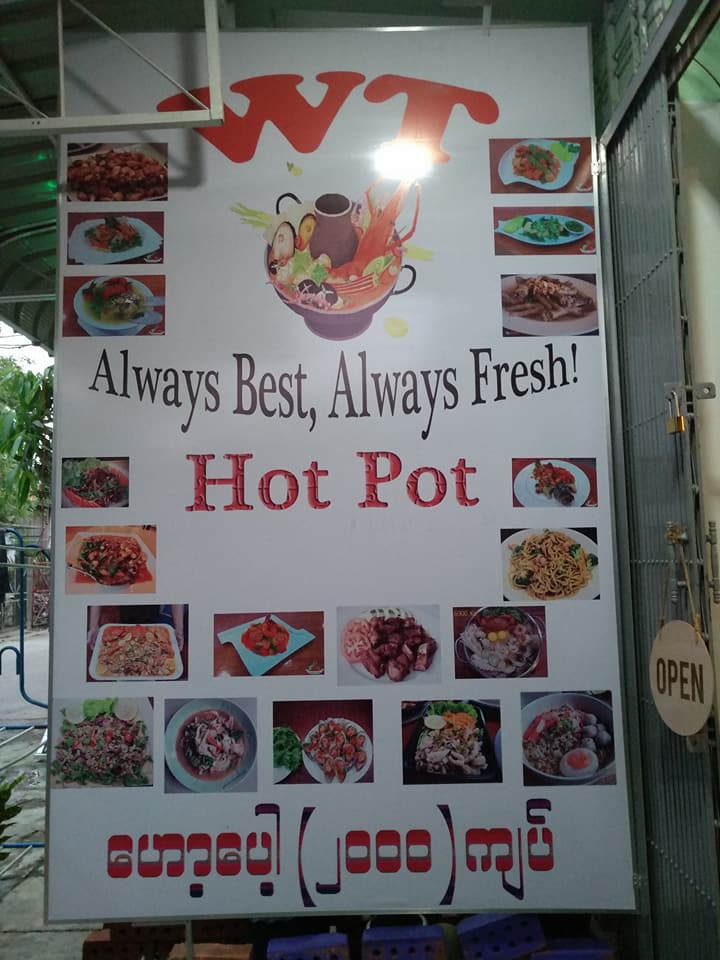 WT
Always Best, Always Fresh!
Hot Pot
OPEN
ဟော့ပေ့ါ (၂၀၀၀) ကျပ်